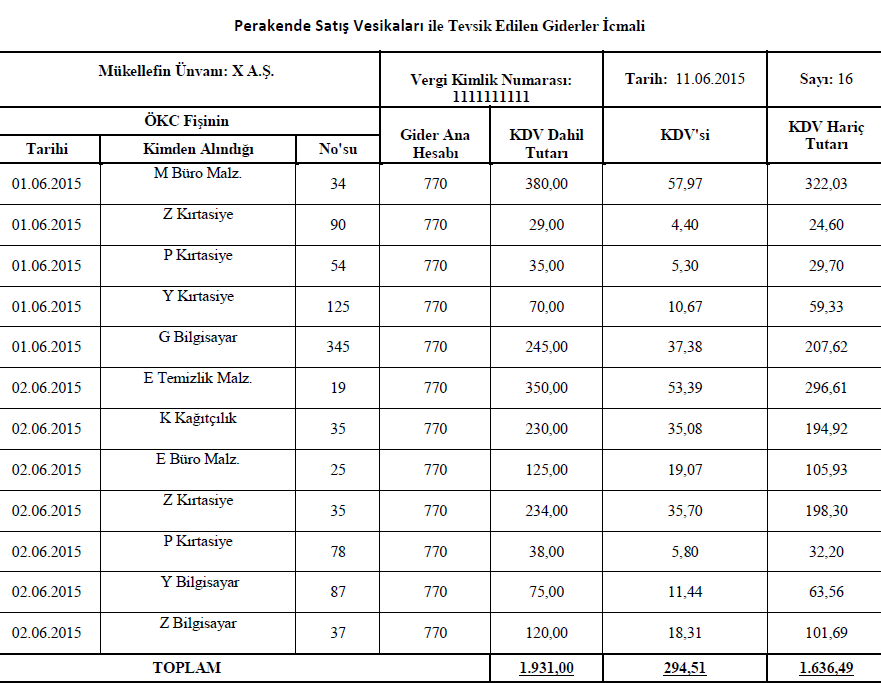 Perakende Satış Vesikaları ile Tevsik Edilen Giderler İcmali
Mükellefin Ünvanı: X A.Ş.
Vergi Kimlik Numarası:
1111111111
Tarih: 11.06.2015
Sayı: 16
ÖKC Fişinin
Gider Ana
Hesabı
KDV Dahil
Tutarı
KDV'si
KDV Hariç
Tutarı
Tarihi Kimden Alındığı No'su
01.06.2015 M Büro Malz. 34 770 380,00 57,97 322,03
01.06.2015 Z Kırtasiye 90 770 29,00 4,40 24,60
01.06.2015 P Kırtasiye 54 770 35,00 5,30 29,70
01.06.2015 Y Kırtasiye 125 770 70,00 10,67 59,33
01.06.2015 G Bilgisayar 345 770 245,00 37,38 207,62
02.06.2015 E Temizlik Malz. 19 770 350,00 53,39 296,61
02.06.2015 K Kağıtçılık 35 770 230,00 35,08 194,92
02.06.2015 E Büro Malz. 25 770 125,00 19,07 105,93
02.06.2015 Z Kırtasiye 35 770 234,00 35,70 198,30
02.06.2015 P Kırtasiye 78 770 38,00 5,80 32,20
02.06.2015 Y Bilgisayar 87 770 75,00 11,44 63,56
02.06.2015 Z Bilgisayar 37 770 120,00 18,31 101,69
TOPLAM 1.931,00 294,51 1.636,49